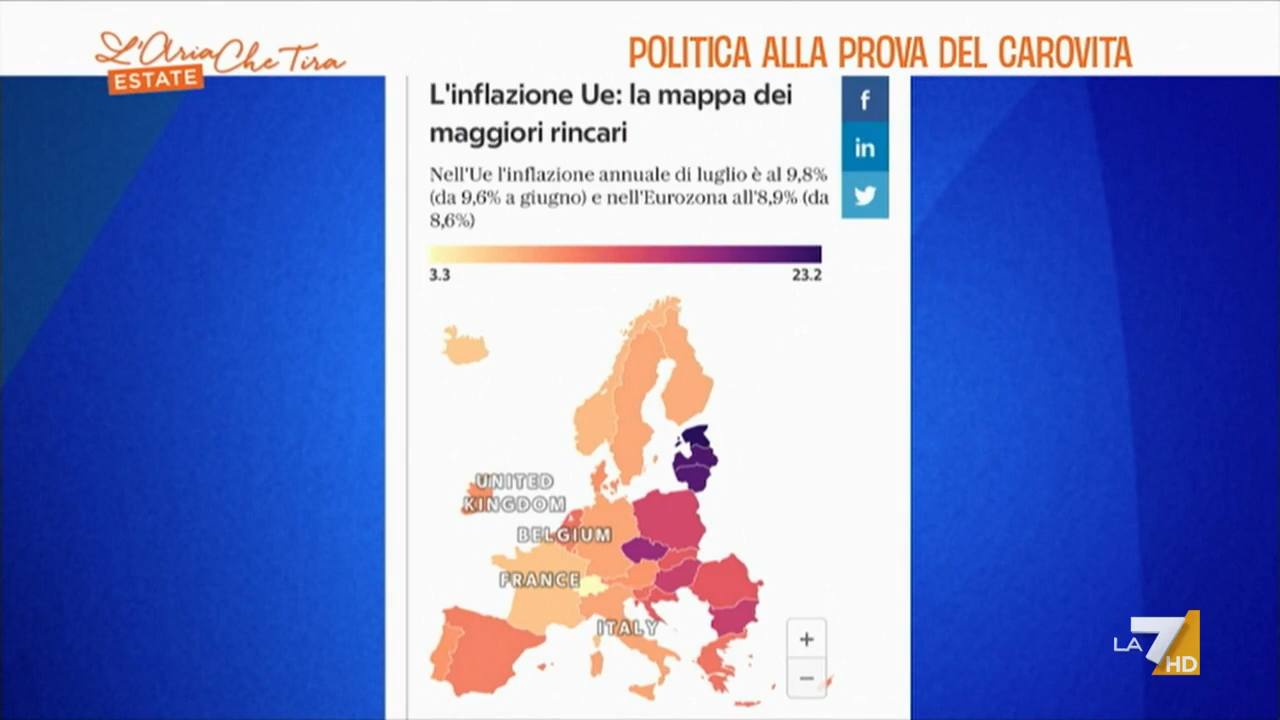 L'Aria Che Tira
ESTATE
POLITICA ALLA PROVA DEL CAROVITA
L'inflazione Ue: la mappa dei
maggiori rincari
Nell'Ue l'inflazione annuale di luglio è al 9,8%
(da 9,6% a giugno) e nell'Eurozona all'8,9% (da
8,6%)
f
in
3.3
23.2
UNITED
KINGDOM
BELGIUM
FRANCE
ITALY
+
−
LA 7 HD